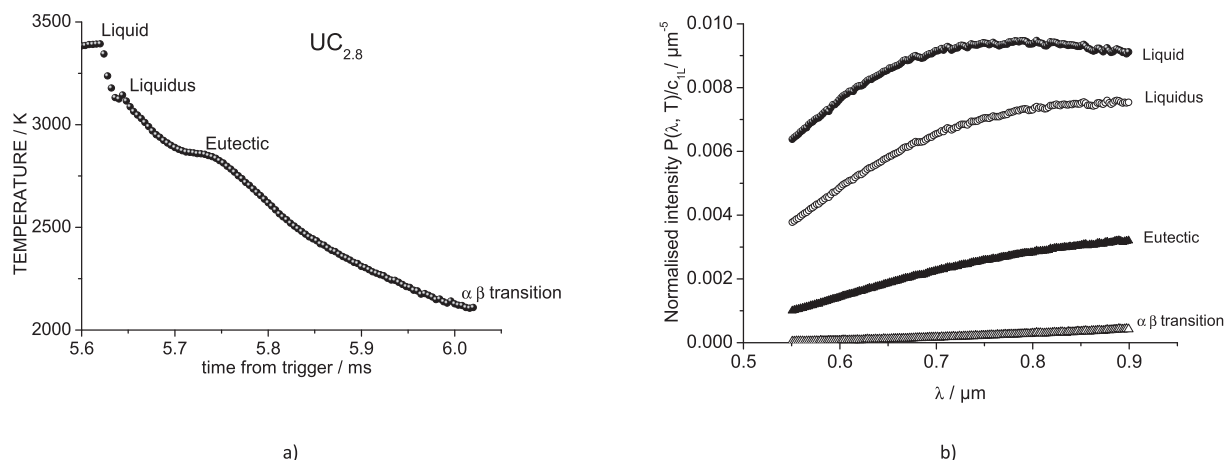 UC2.8
3500
Liquid
Liquidus
3000
Eutectic
2500
α β transition
2000
5.6 5.7 5.8 5.9 6.0
time from trigger / ms
TEMPERATURE / K
a)
0.010
Liquid
0.008
Liquidus
0.006
0.004
Eutectic
0.002
α β transition
0.000
0.5 0.6 0.7 0.8 0.9
λ / µm
Normalised intensity P(λ, T)/c1L/ µm-5
b)